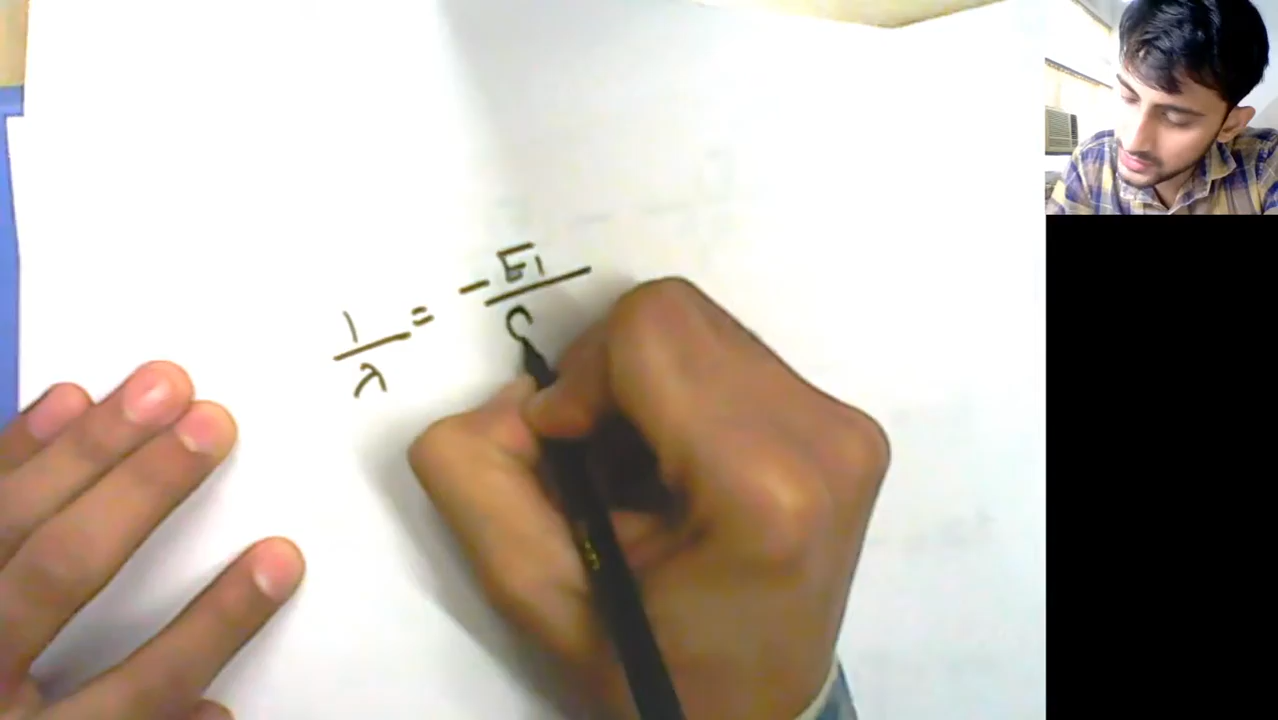 1/λ = -E1/